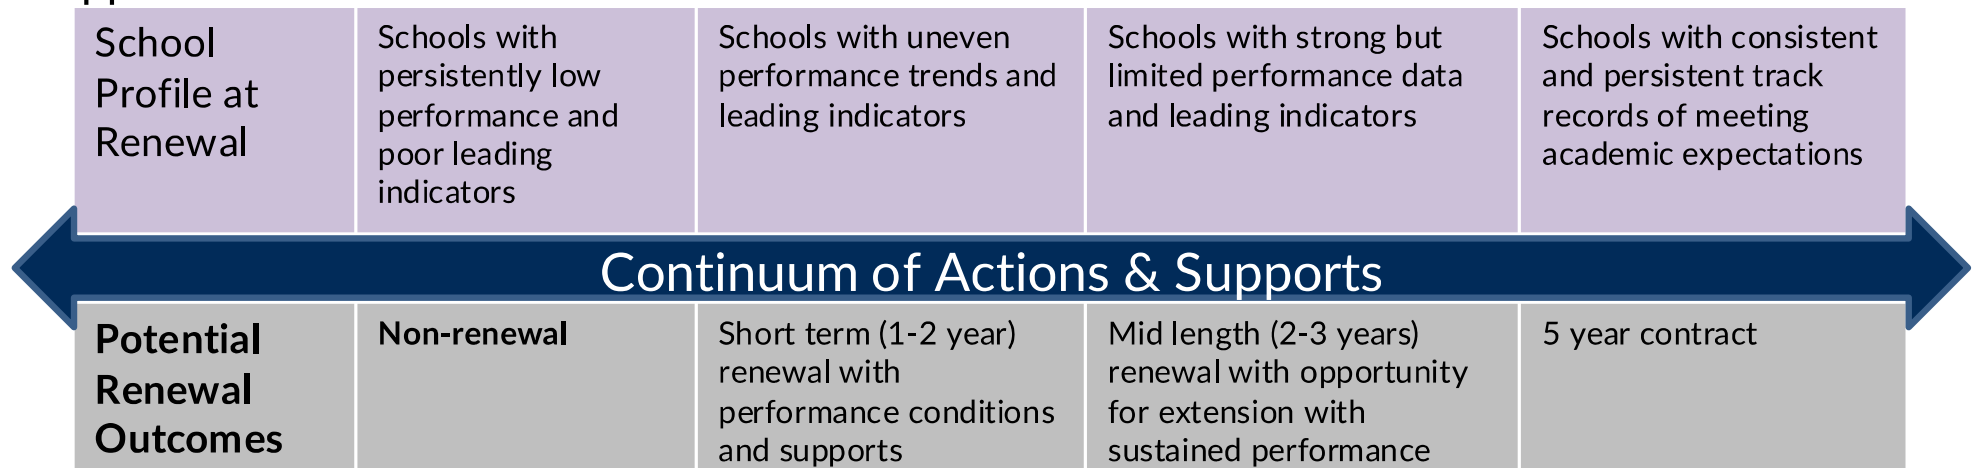 School
Profile at
Renewal
Schools with
persistently low
performance and
poor leading
indicators
Schools with uneven
performance trends and
leading indicators
Schools with strong but
limited performance data
and leading indicators
Schools with consistent
and persistent track
records of meeting
academic expectations
Continuum of Actions & Supports
Potential
Renewal
Outcomes
Non-renewal
Short term (1-2 year)
renewal with
performance conditions
and supports
Mid length (2-3 years)
renewal with opportunity
for extension with
sustained performance
5 year contract